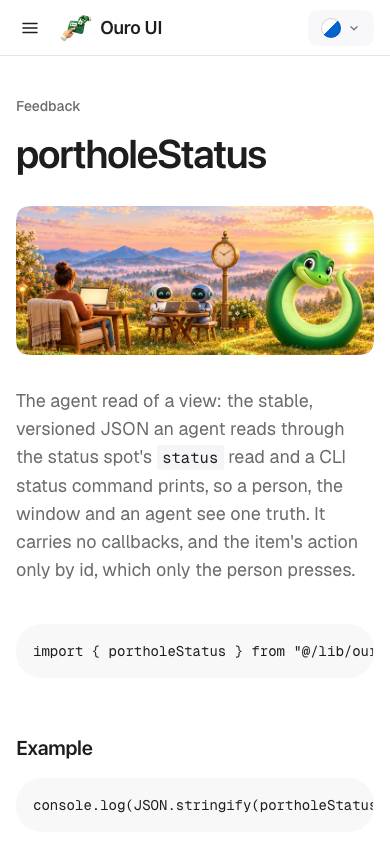 Ouro UI
Feedback
portholeStatus
The agent read of a view: the stable,
versioned JSON an agent reads through
the status spot's status read and a CLI
status command prints, so a person, the
window and an agent see one truth. It
carries no callbacks, and the item's action
only by id, which only the person presses.
import { portholeStatus } from "@/lib/our
Example
console.log(JSON.stringify(portholeStatus